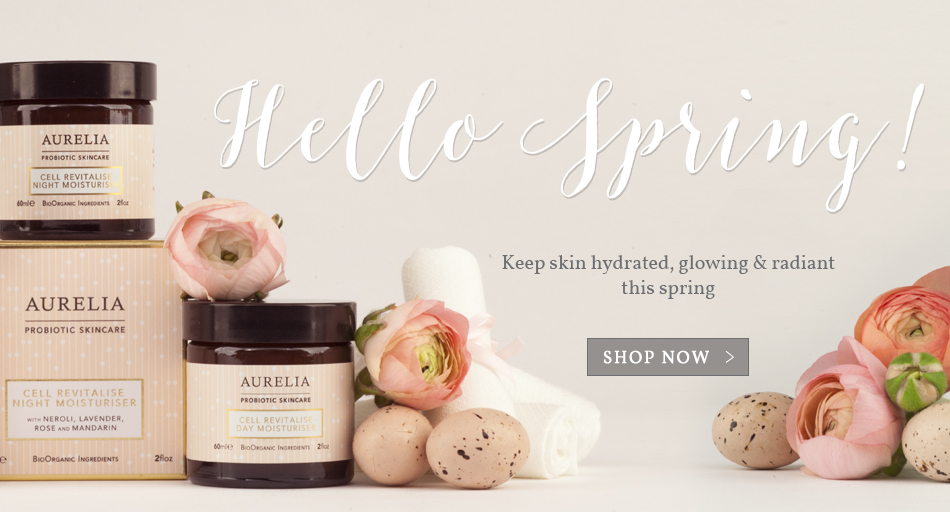 Hello Spring!
Keep skin hydrated, glowing & radiant
this spring
SHOP NOW >
AURELIA
PROBIOTIC SKINCARE
CELL REVITALISE
NIGHT MOISTURISER
60ml e BIOORGANIC INGREDIENTS 2floz
AURELIA
PROBIOTIC SKINCARE
CELL REVITALISE
NIGHT MOISTURISER
WITH NEROLI, LAVENDER,
ROSE AND MANDARIN
e BIOORGANIC INGREDIENTS 2floz
AURELIA
PROBIOTIC SKINCARE
CELL REVITALISE
DAY MOISTURISER
60ml e BIOORGANIC INGREDIENTS 2floz